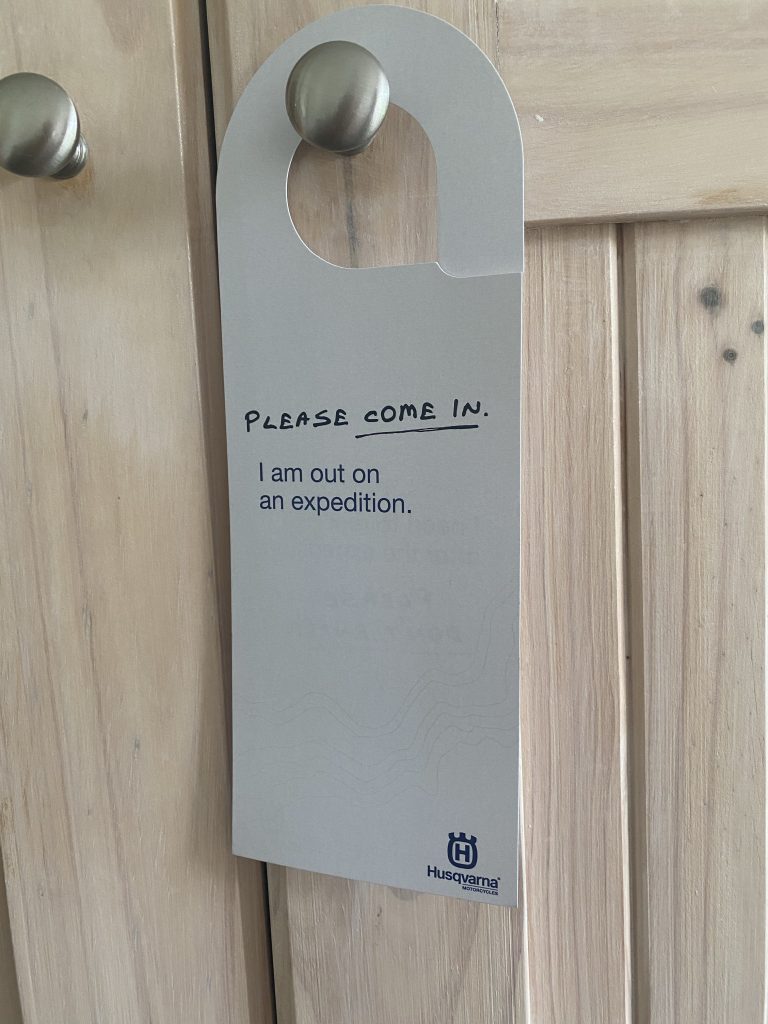 PLEASE COME IN.
I am out on
an expedition.
H
Husqvarna
MOTORCYCLES